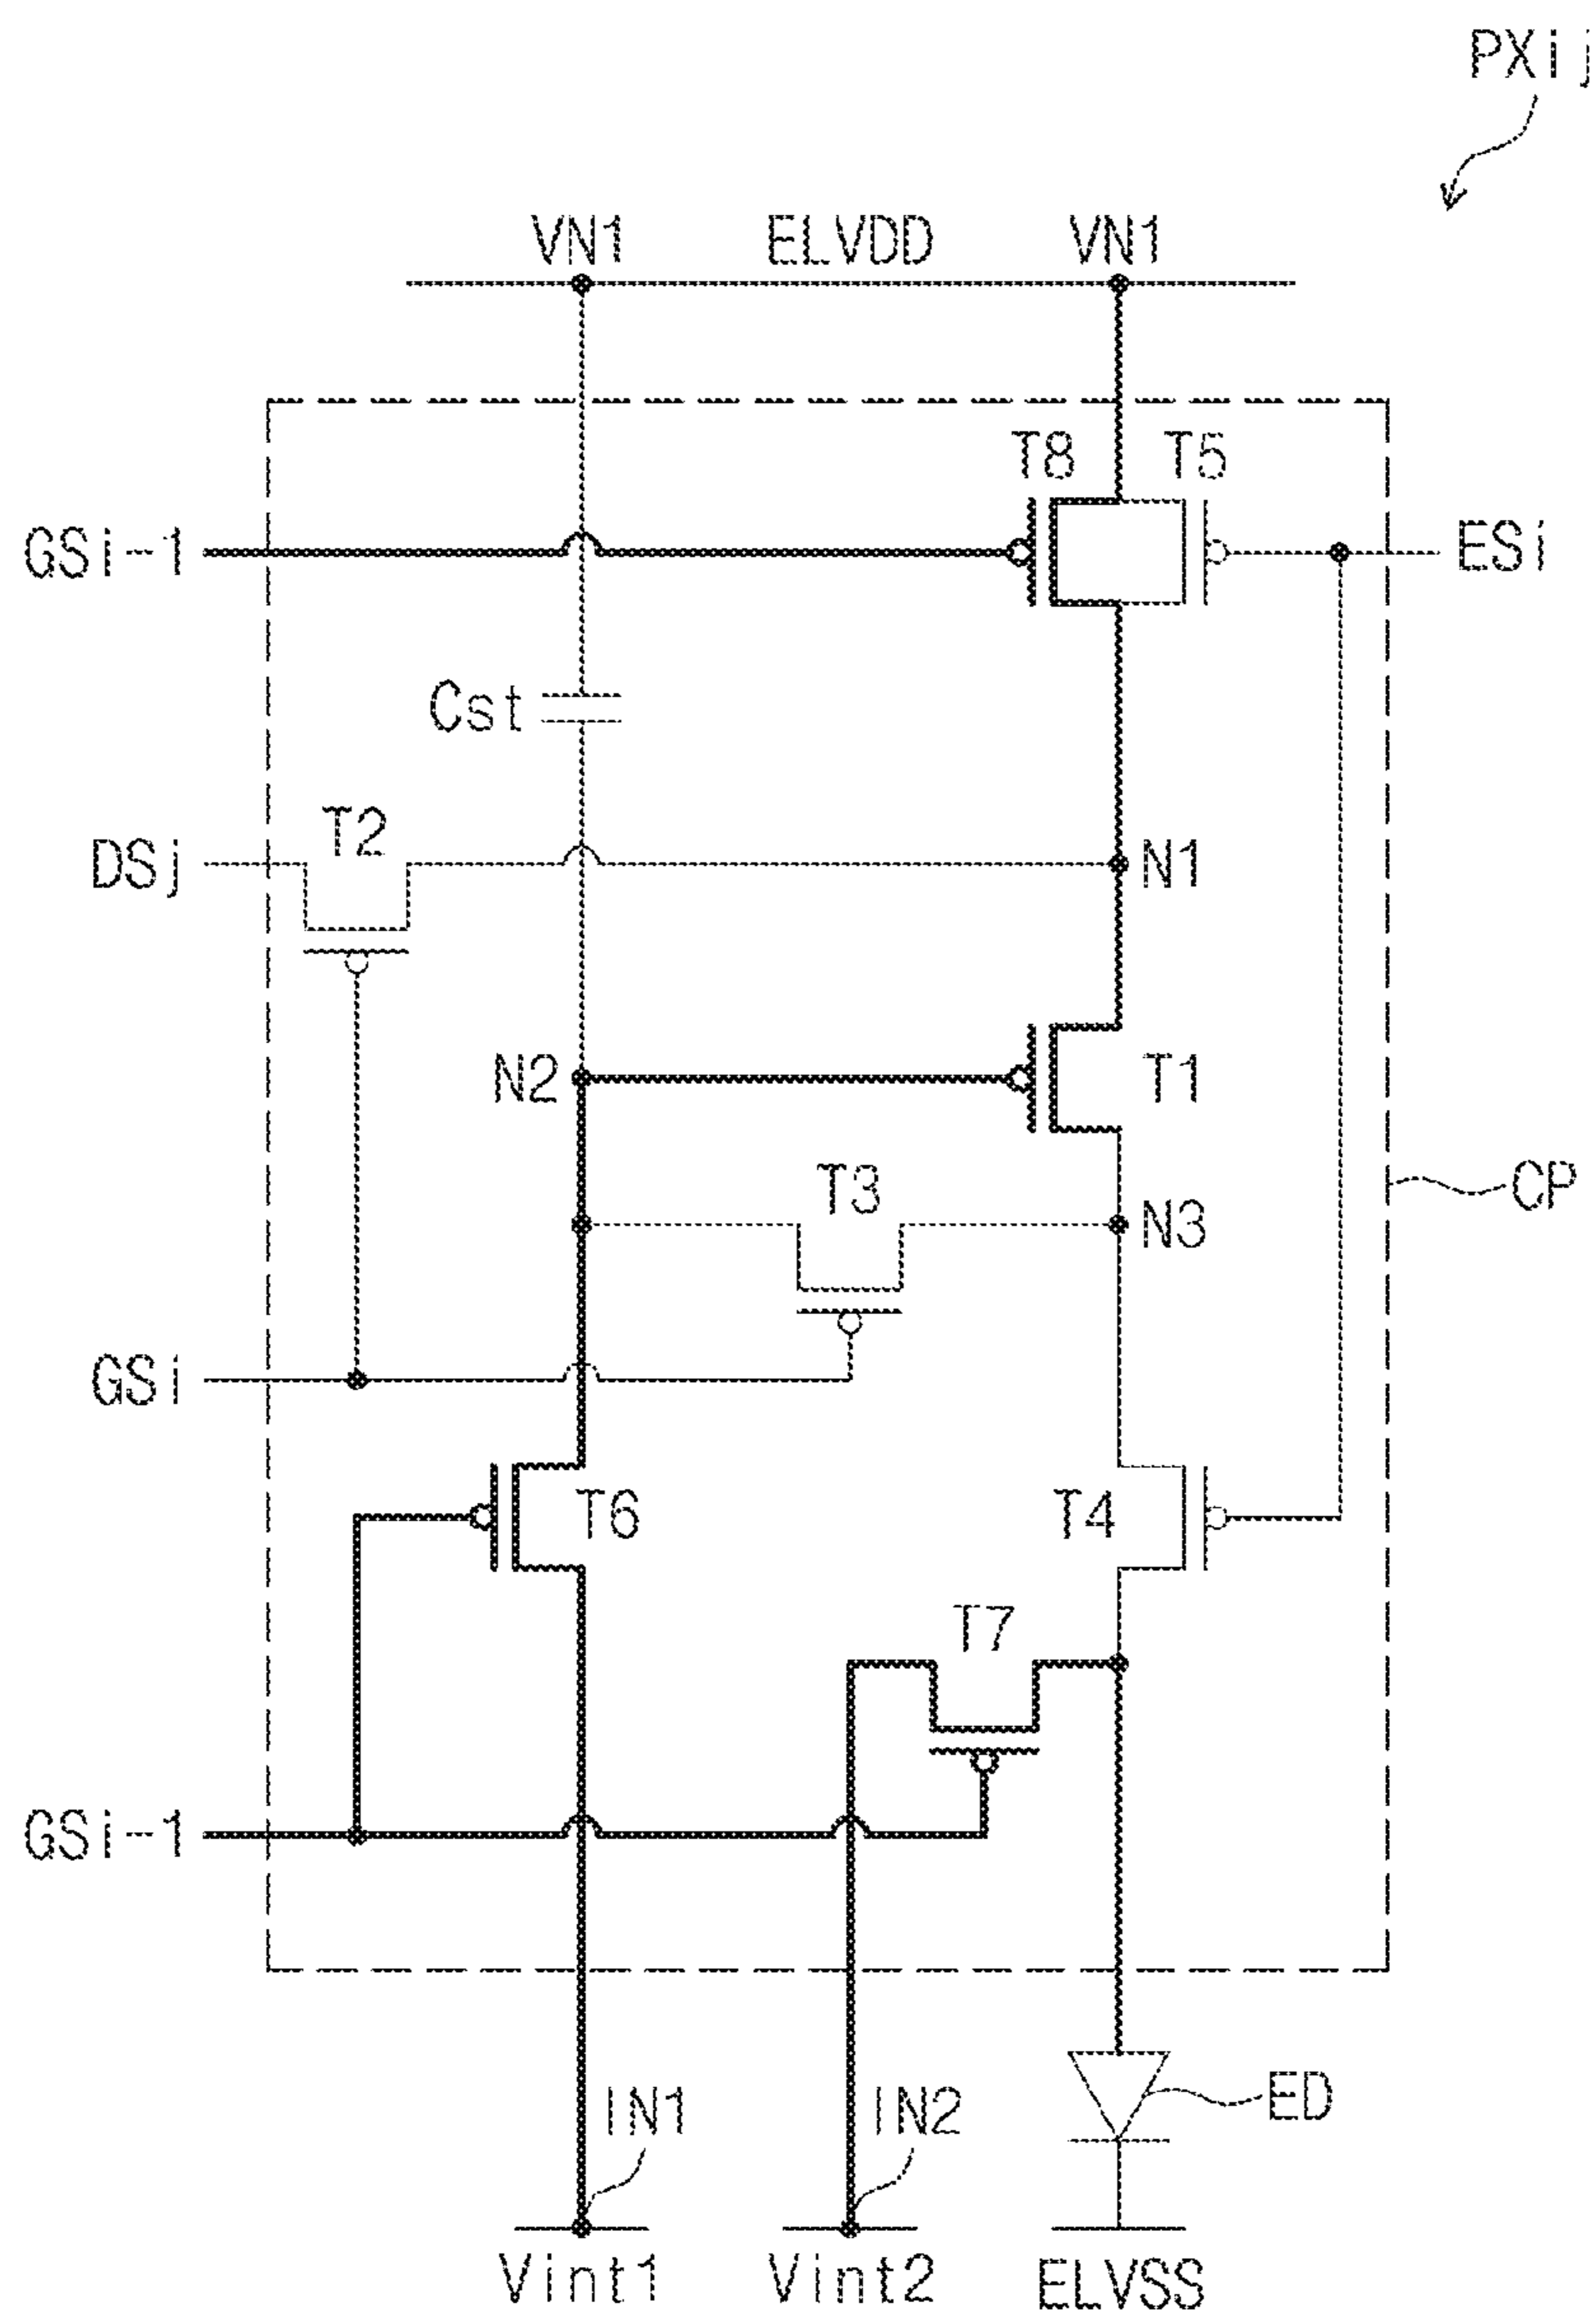 PXij
VN1 ELVDD VN1
T8 T5
GSi-1 ESi
Cst
T2
DSj N1
N2 T1
T3 CP
N3
GSi
T6 T4
T7
GSi-1
IN1 IN2 ED
Vint1 Vint2 ELVSS